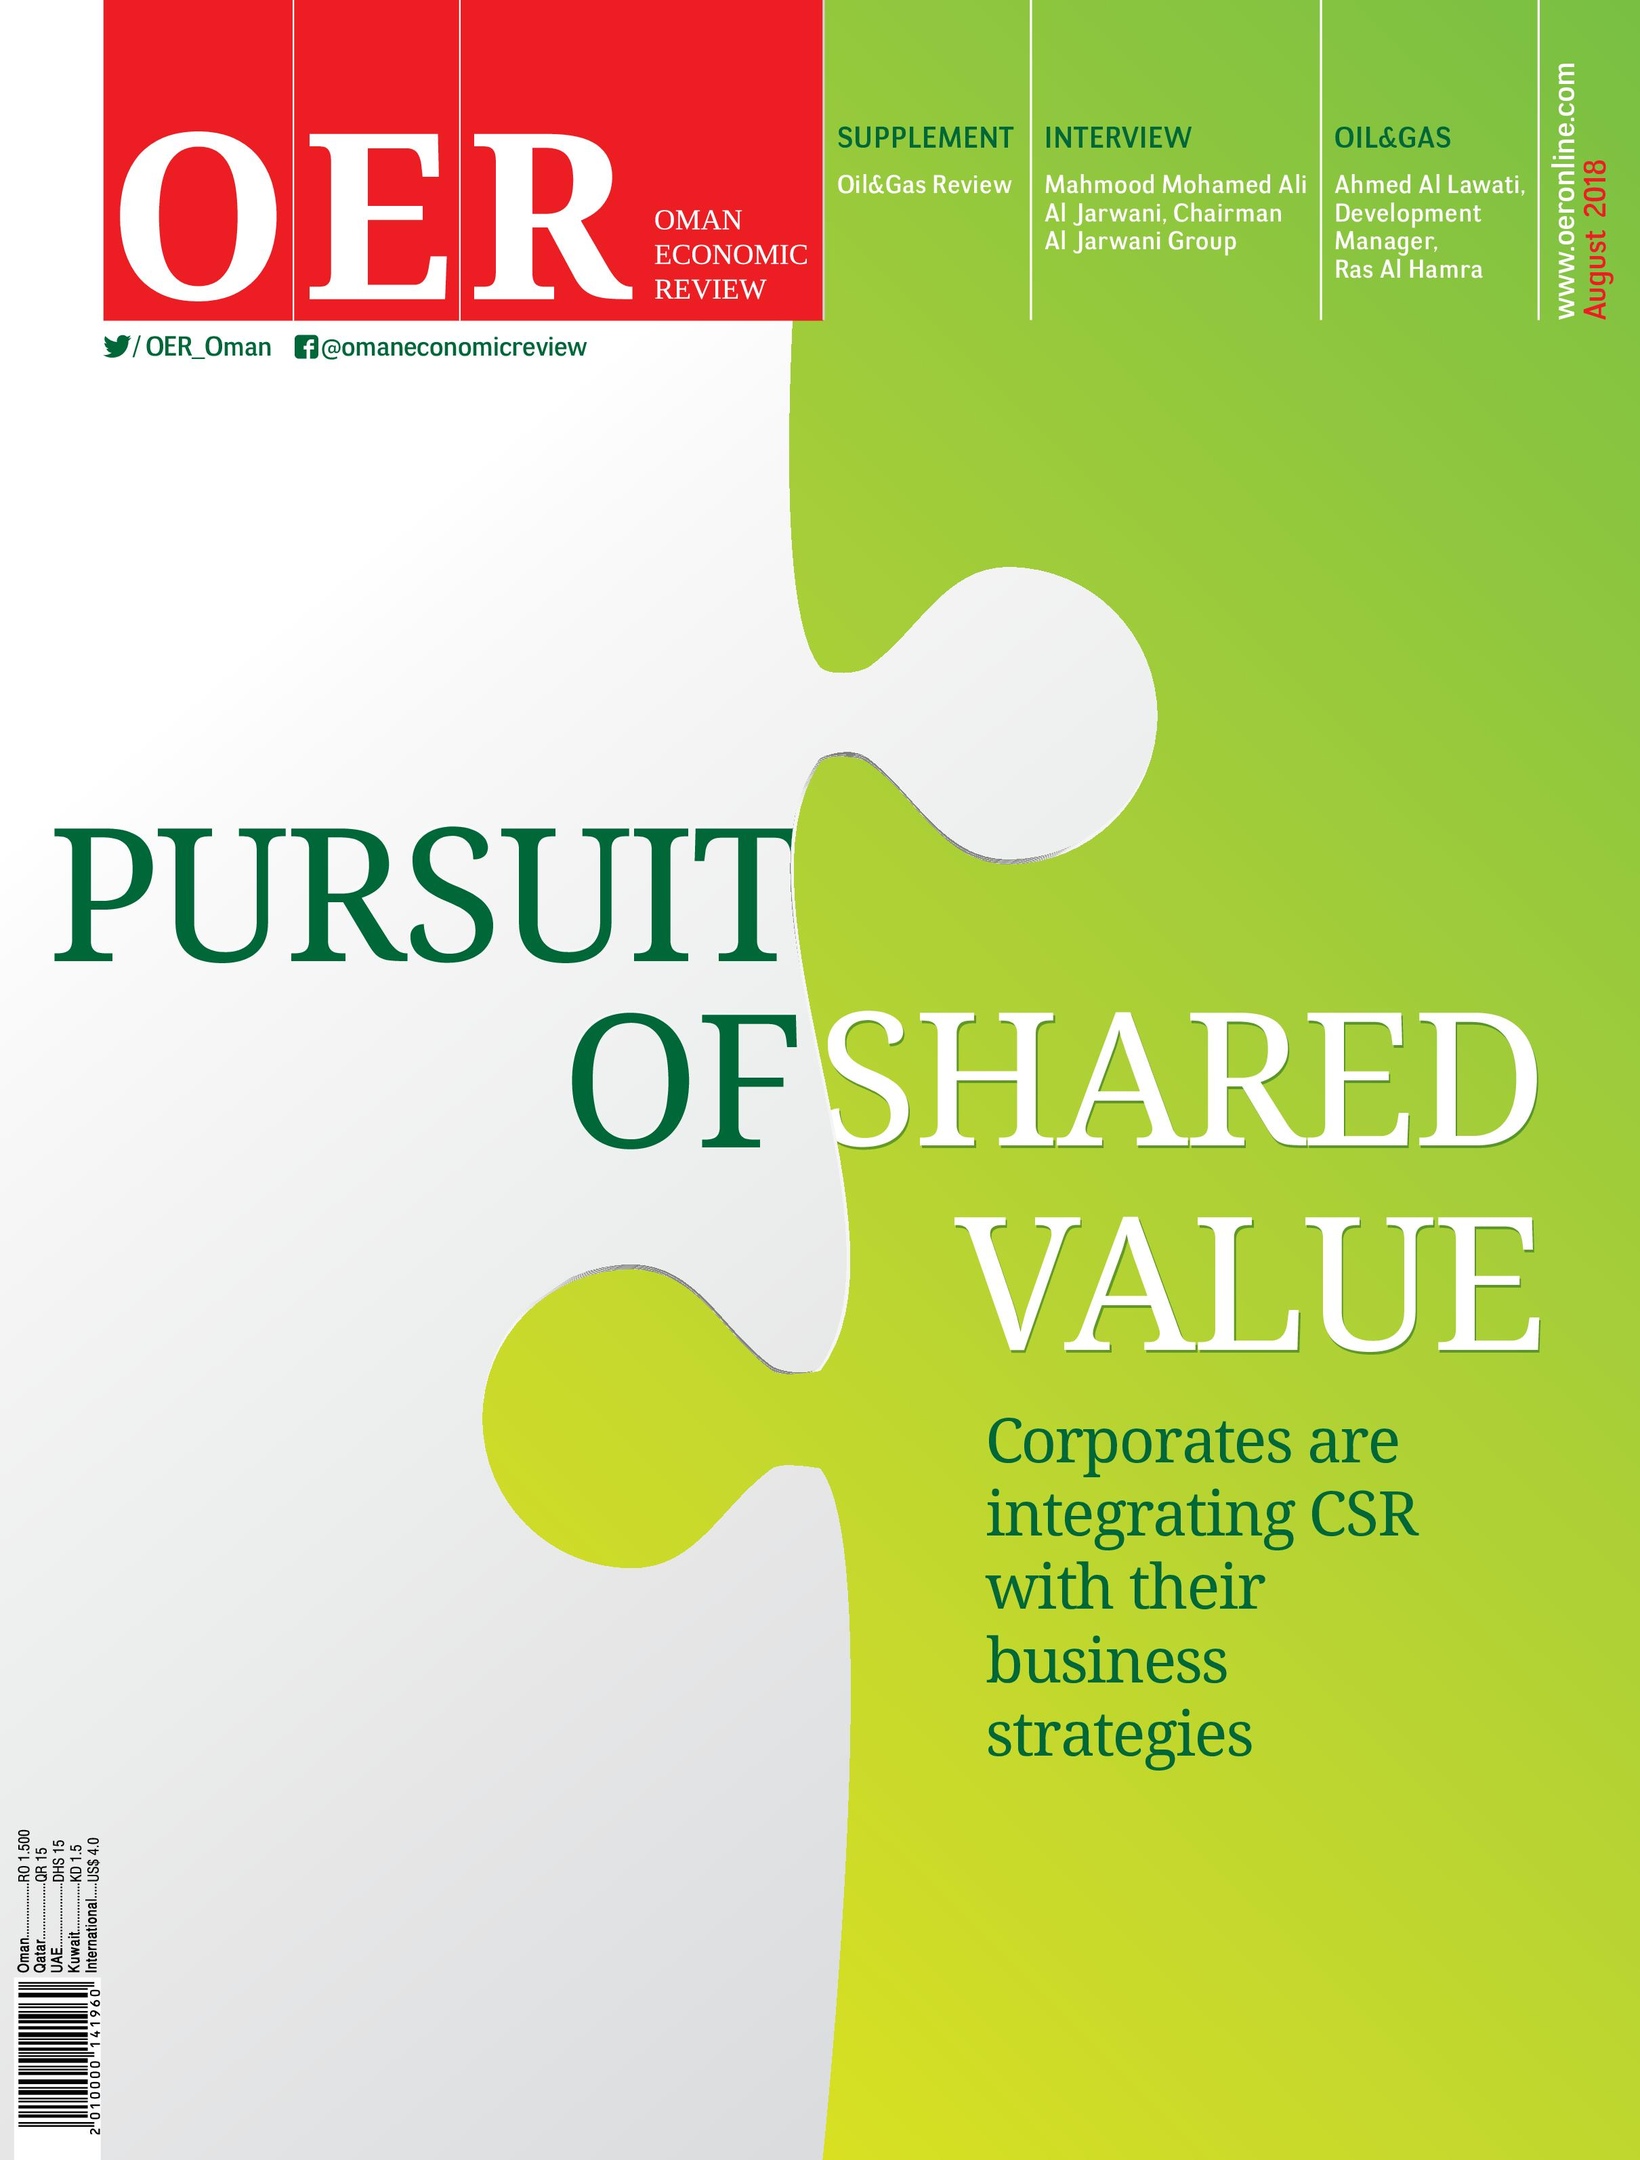 OER
OMAN
ECONOMIC
REVIEW
SUPPLEMENT
Oil&Gas Review
INTERVIEW
Mahmood Mohamed Ali
Al Jarwani, Chairman
Al Jarwani Group
OIL&GAS
Ahmed Al Lawati,
Development
Manager,
Ras Al Hamra
www.oeronline.com
August 2018
/ OER_Oman @omaneconomicreview
PURSUIT
OF SHARED
VALUE
Corporates are
integrating CSR
with their
business
strategies
Oman....................RO 1.500
Qatar....................QR 15
UAE.....................DHS 15
Kuwait.................KD 1.5
International.....US$ 4.0
2 010000 141960